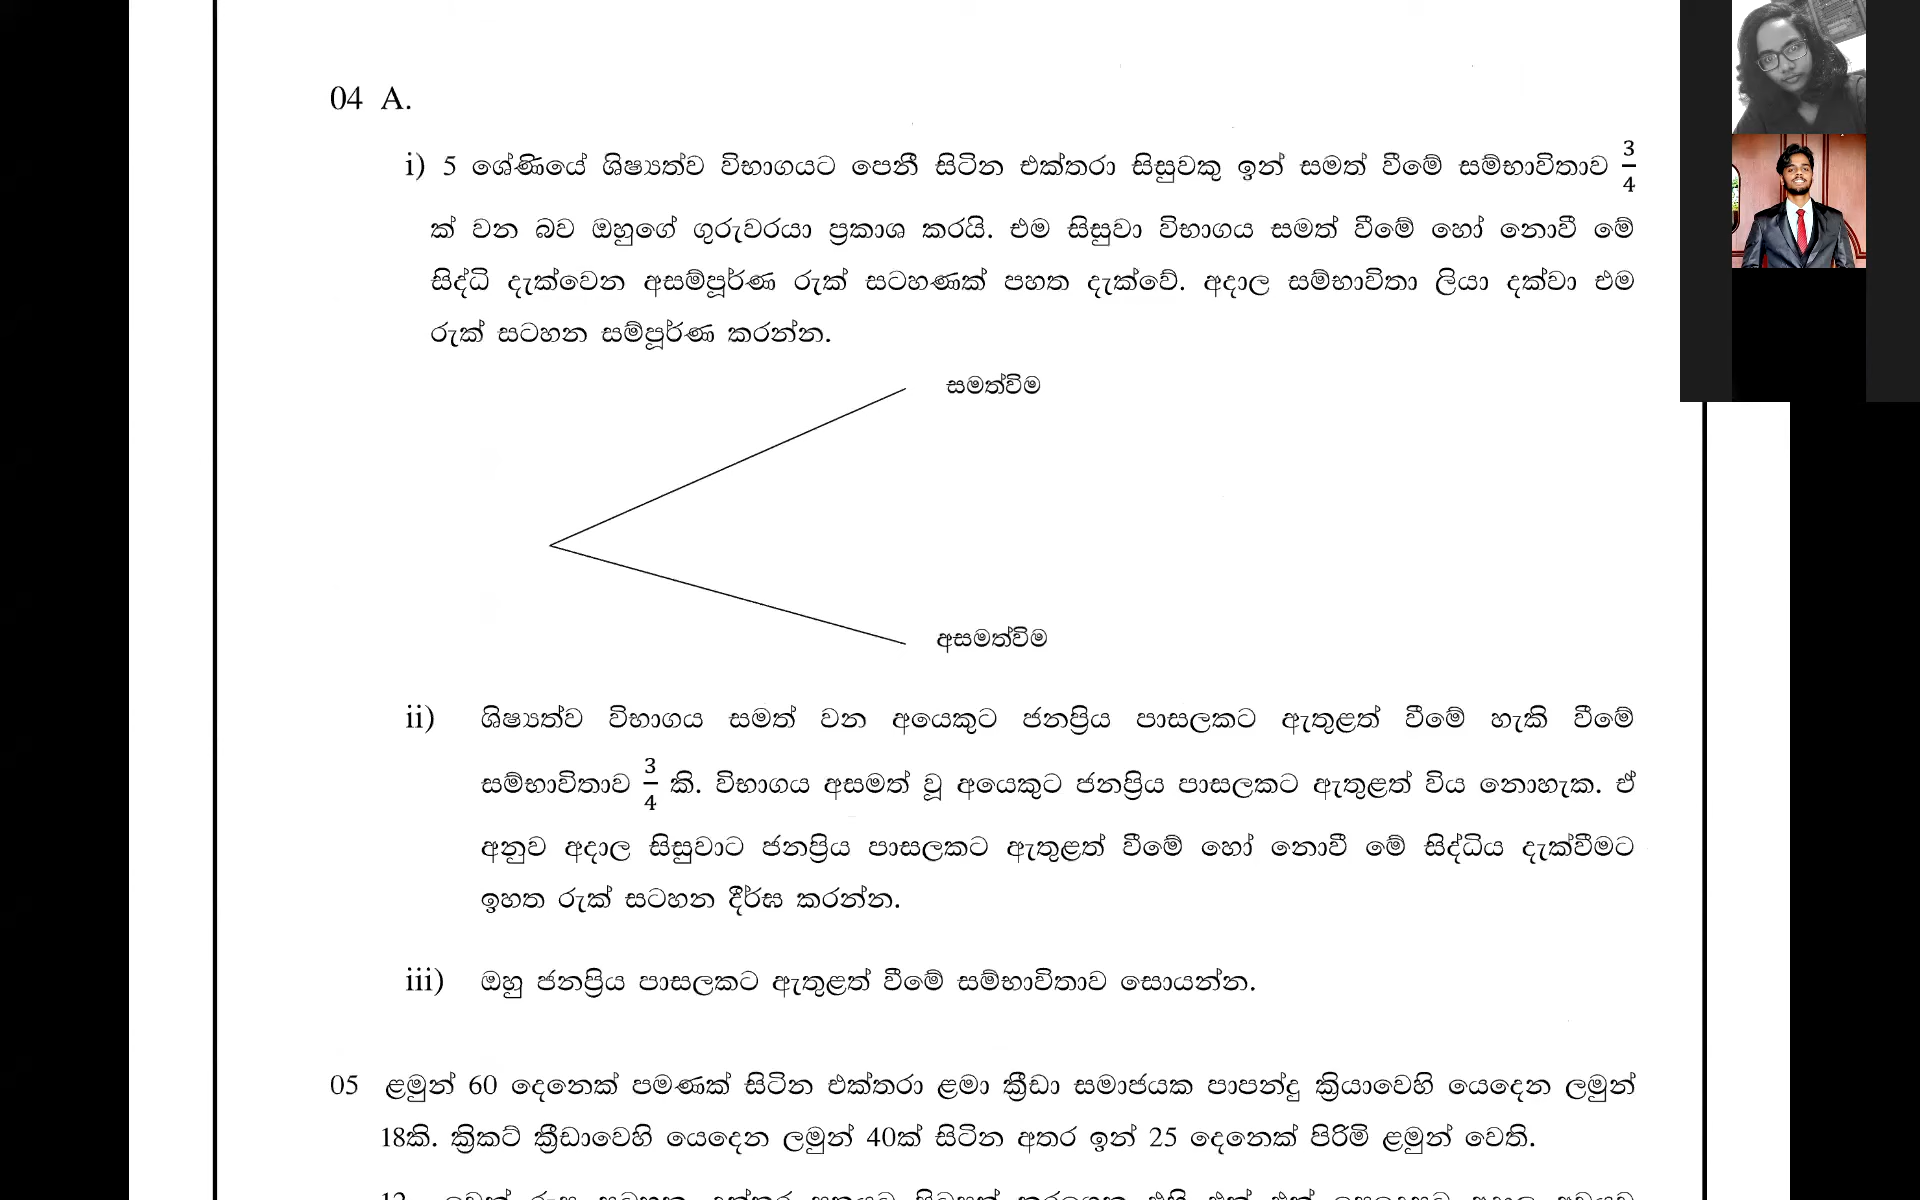 04 A.
i) 5 ශ්රේණියේ ශිෂ්‍යත්ව විභාගයට පෙනී සිටින එක්තරා සිසුවකු ඉන් සමත් වීමේ සම්භාවිතාව 3/4
ක් වන බව ඔහුගේ ගුරුවරයා ප්‍රකාශ කරයි. එම සිසුවා විභාගය සමත් වීමේ හෝ නොවී මේ
සිද්ධි දැක්වෙන අසම්පූර්ණ රුක් සටහණක් පහත දැක්වේ. අදාල සම්භාවිතා ලියා දක්වා එම
රුක් සටහන සම්පූර්ණ කරන්න.
සමත්විම
අසමත්විම
ii) ශිෂ්‍යත්ව විභාගය සමත් වන අයෙකුට ජනප්‍රිය පාසලකට ඇතුළත් වීමේ හැකි වීමේ
සම්භාවිතාව 3/4 කි. විභාගය අසමත් වූ අයෙකුට ජනප්‍රිය පාසලකට ඇතුළත් විය නොහැක. ඒ
අනුව අදාල සිසුවාට ජනප්‍රිය පාසලකට ඇතුළත් වීමේ හෝ නොවී මේ සිද්ධිය දැක්වීමට
ඉහත රුක් සටහන දීර්ඝ කරන්න.
iii) ඔහු ජනප්‍රිය පාසලකට ඇතුළත් වීමේ සම්භාවිතාව සොයන්න.
05 ළමුන් 60 දෙනෙක් පමණක් සිටින එක්තරා ළමා ක්‍රීඩා සමාජයක පාපන්දු ක්‍රියාවෙහි යෙදෙන ලමුන්
18කි. ක්‍රිකට් ක්‍රීඩාවෙහි යෙදෙන ලමුන් 40ක් සිටින අතර ඉන් 25 දෙනෙක් පිරිමි ළමුන් වෙති.